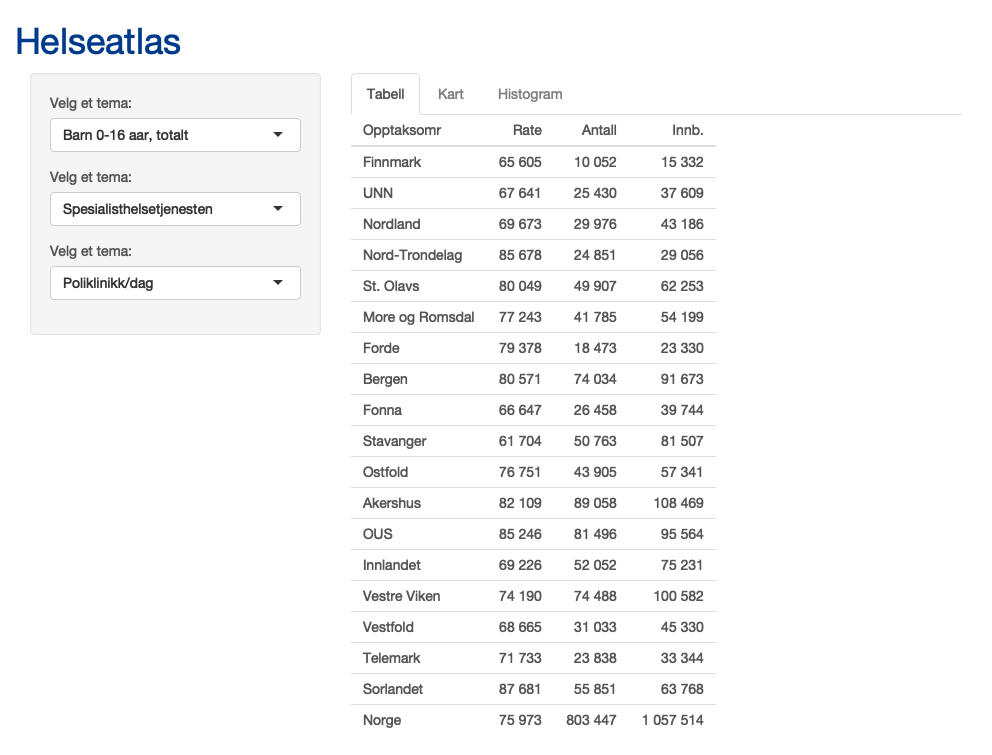 Helseatlas
Velg et tema:
Barn 0-16 aar, totalt
Velg et tema:
Spesialisthelsetjenesten
Velg et tema:
Poliklinikk/dag
Tabell Kart Histogram
Opptaksomr Rate Antall Innb.
Finnmark 65 605 10 052 15 332
UNN 67 641 25 430 37 609
Nordland 69 673 29 976 43 186
Nord-Trondelag 85 678 24 851 29 056
St. Olavs 80 049 49 907 62 253
More og Romsdal 77 243 41 785 54 199
Forde 79 378 18 473 23 330
Bergen 80 571 74 034 91 673
Fonna 66 647 26 458 39 744
Stavanger 61 704 50 763 81 507
Ostfold 76 751 43 905 57 341
Akershus 82 109 89 058 108 469
OUS 85 246 81 496 95 564
Innlandet 69 226 52 052 75 231
Vestre Viken 74 190 74 488 100 582
Vestfold 68 665 31 033 45 330
Telemark 71 733 23 838 33 344
Sorlandet 87 681 55 851 63 768
Norge 75 973 803 447 1 057 514